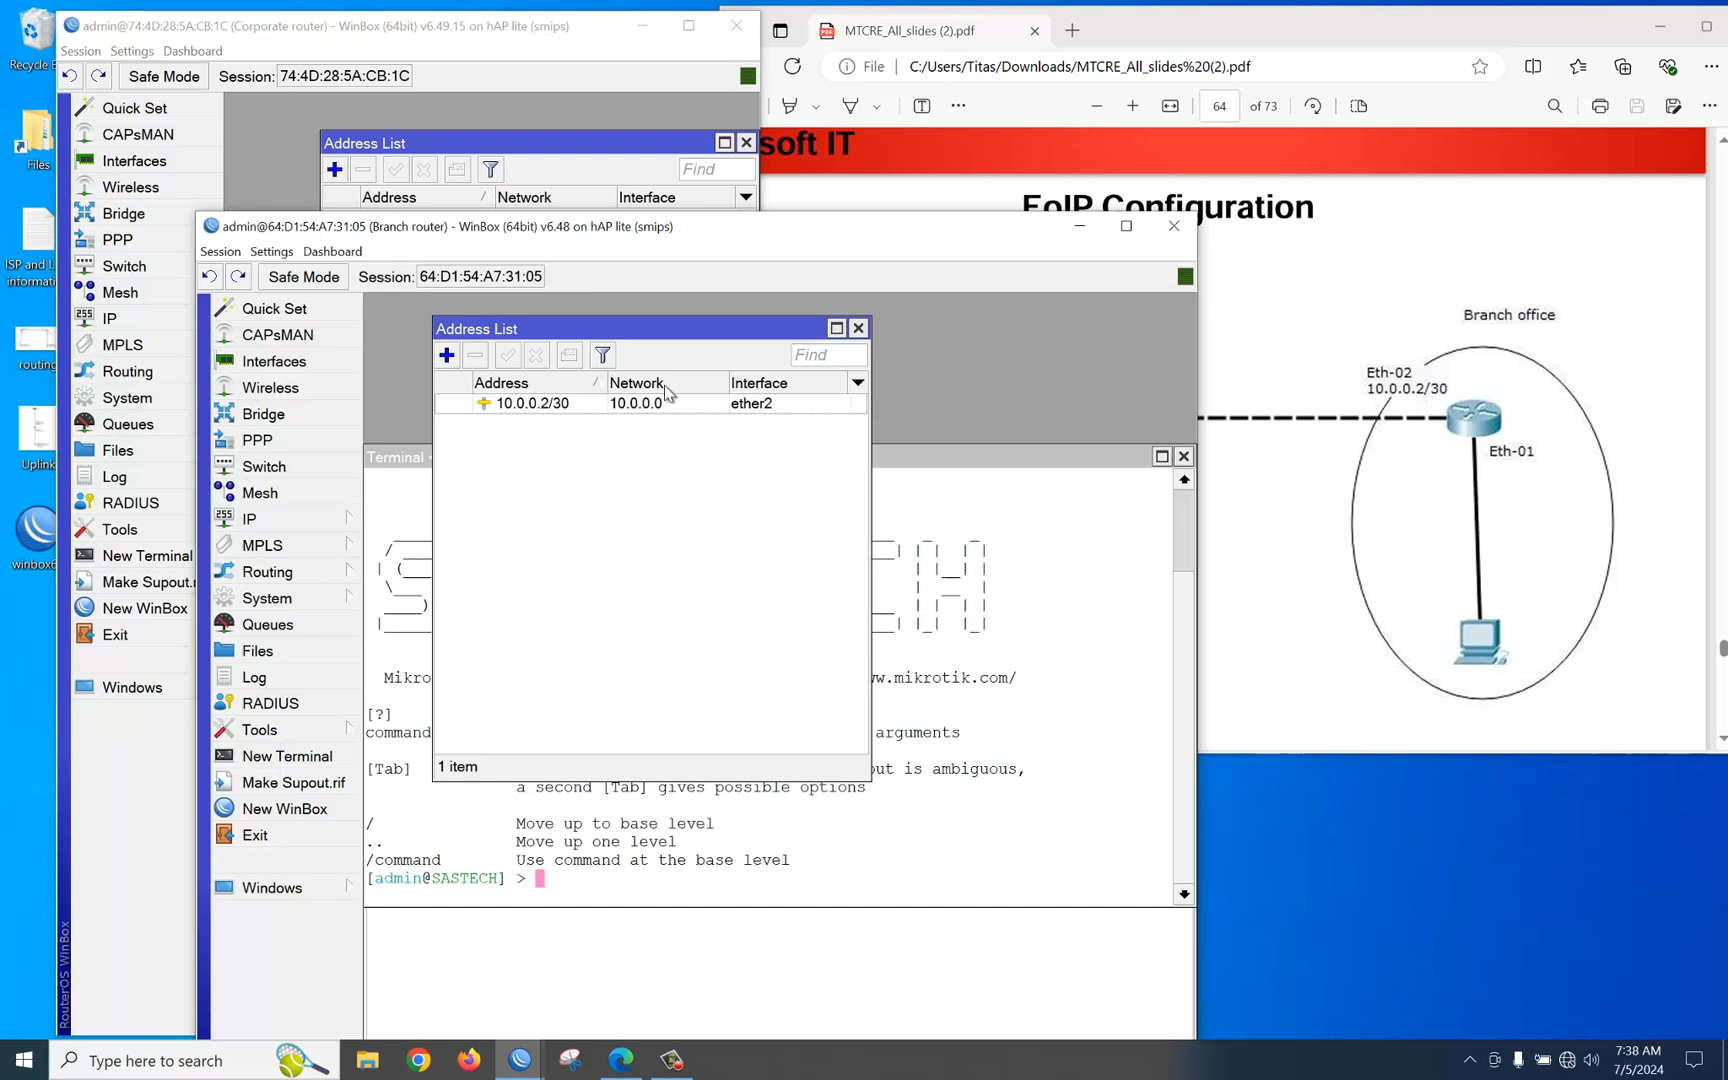 Recycle
Files
ISP and L
informati
routing
Uplink
winbox6
admin@74:4D:28:5A:CB:1C (Corporate router) - WinBox (64bit) v6.49.15 on hAP lite (smips)
Session Settings Dashboard
Safe Mode Session: 74:4D:28:5A:CB:1C
Quick Set
CAPsMAN
Interfaces
Wireless
Bridge
PPP
Switch
Mesh
IP
MPLS
Routing
System
Queues
Files
Log
RADIUS
Tools
New Terminal
Make Supout.r
New WinBox
Exit
Windows
RouterOS WinBox
Address List
Find
Address Network Interface
admin@64:D1:54:A7:31:05 (Branch router) - WinBox (64bit) v6.48 on hAP lite (smips)
Session Settings Dashboard
Safe Mode Session: 64:D1:54:A7:31:05
Quick Set
CAPsMAN
Interfaces
Wireless
Bridge
PPP
Switch
Mesh
IP
MPLS
Routing
System
Queues
Files
Log
RADIUS
Tools
New Terminal
Make Supout.rif
New WinBox
Exit
Windows
Address List
Find
Address Network Interface
10.0.0.2/30 10.0.0.0 ether2
1 item
Terminal
Mikro ww.mikrotik.com/
[?]
command arguments
[Tab] out is ambiguous,
a second [Tab] gives possible options
/ Move up to base level
.. Move up one level
/command Use command at the base level
[admin@SASTECH] >
MTCRE_All_slides (2).pdf
File C:/Users/Titas/Downloads/MTCRE_All_slides%20(2).pdf
64 of 73
soft IT
EoIP Configuration
Branch office
Eth-02
10.0.0.2/30
Eth-01
Type here to search
7:38 AM
7/5/2024